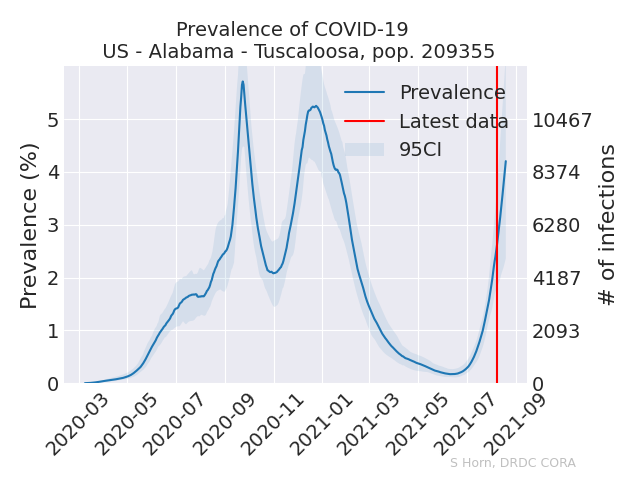 Prevalence of COVID-19
US - Alabama - Tuscaloosa, pop. 209355
Prevalence
Latest data
95CI
Prevalence (%)
5
4
3
2
1
0
10467
8374
6280
4187
2093
0
# of infections
2020-03
2020-05
2020-07
2020-09
2020-11
2021-01
2021-03
2021-05
2021-07
2021-09
S Horn, DRDC CORA